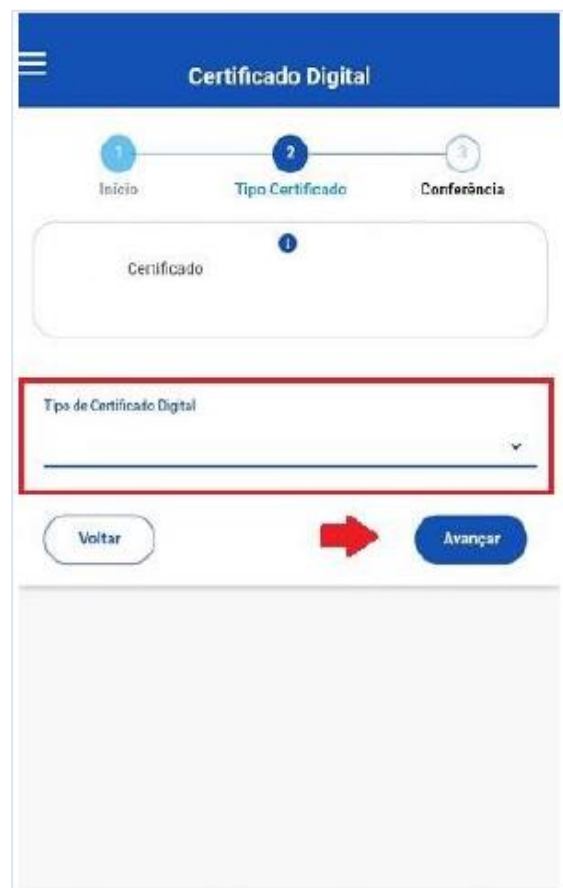 Certificado Digital
1 2 3
Início Tipo Certificado Conferência
Certificado
Tipo de Certificado Digital
Voltar Avançar